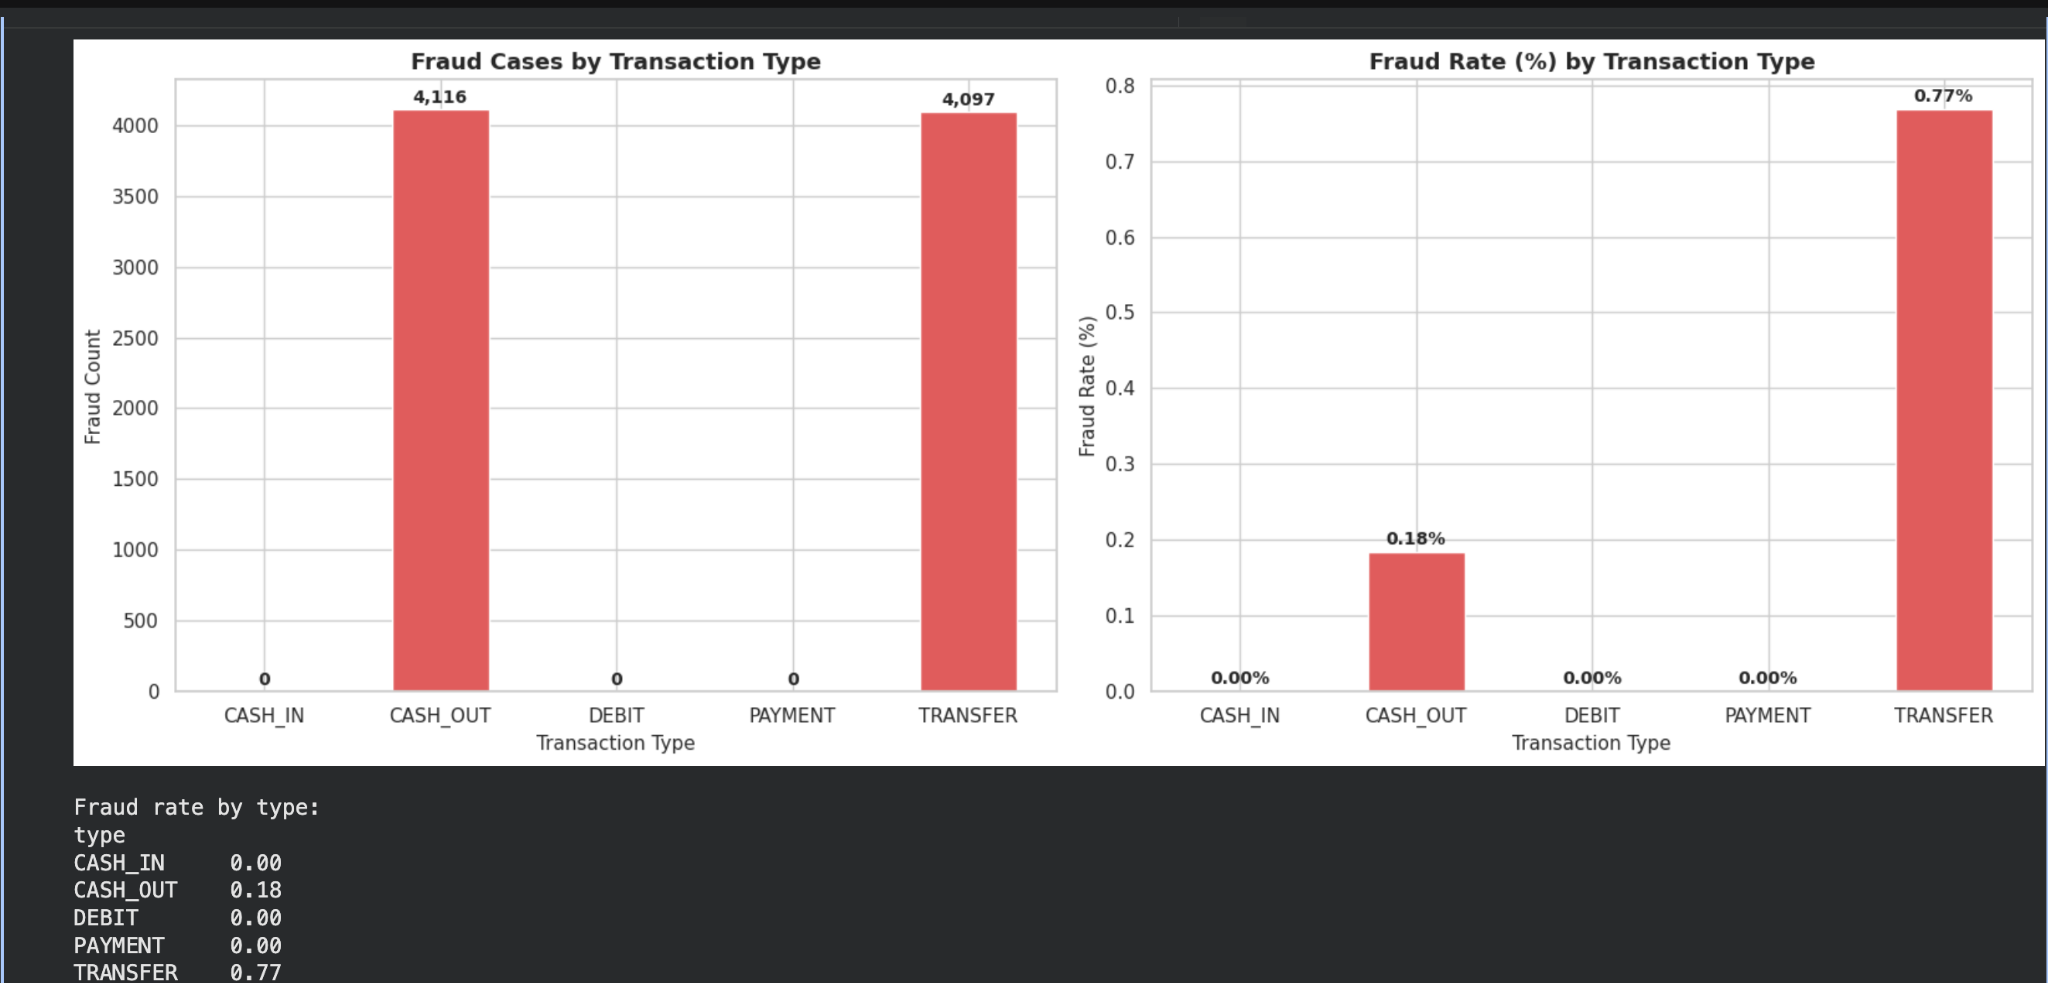 Fraud Cases by Transaction Type
4,116
4,097
4000
3500
3000
2500
2000
1500
1000
500
0
0
0
0
Fraud Count
CASH_IN CASH_OUT DEBIT PAYMENT TRANSFER
Transaction Type
Fraud Rate (%) by Transaction Type
0.8
0.77%
0.7
0.6
0.5
0.4
0.3
0.2
0.18%
0.1
0.00%
0.00%
0.00%
0.0
Fraud Rate (%)
CASH_IN CASH_OUT DEBIT PAYMENT TRANSFER
Transaction Type
Fraud rate by type:
type
CASH_IN 0.00
CASH_OUT 0.18
DEBIT 0.00
PAYMENT 0.00
TRANSFER 0.77